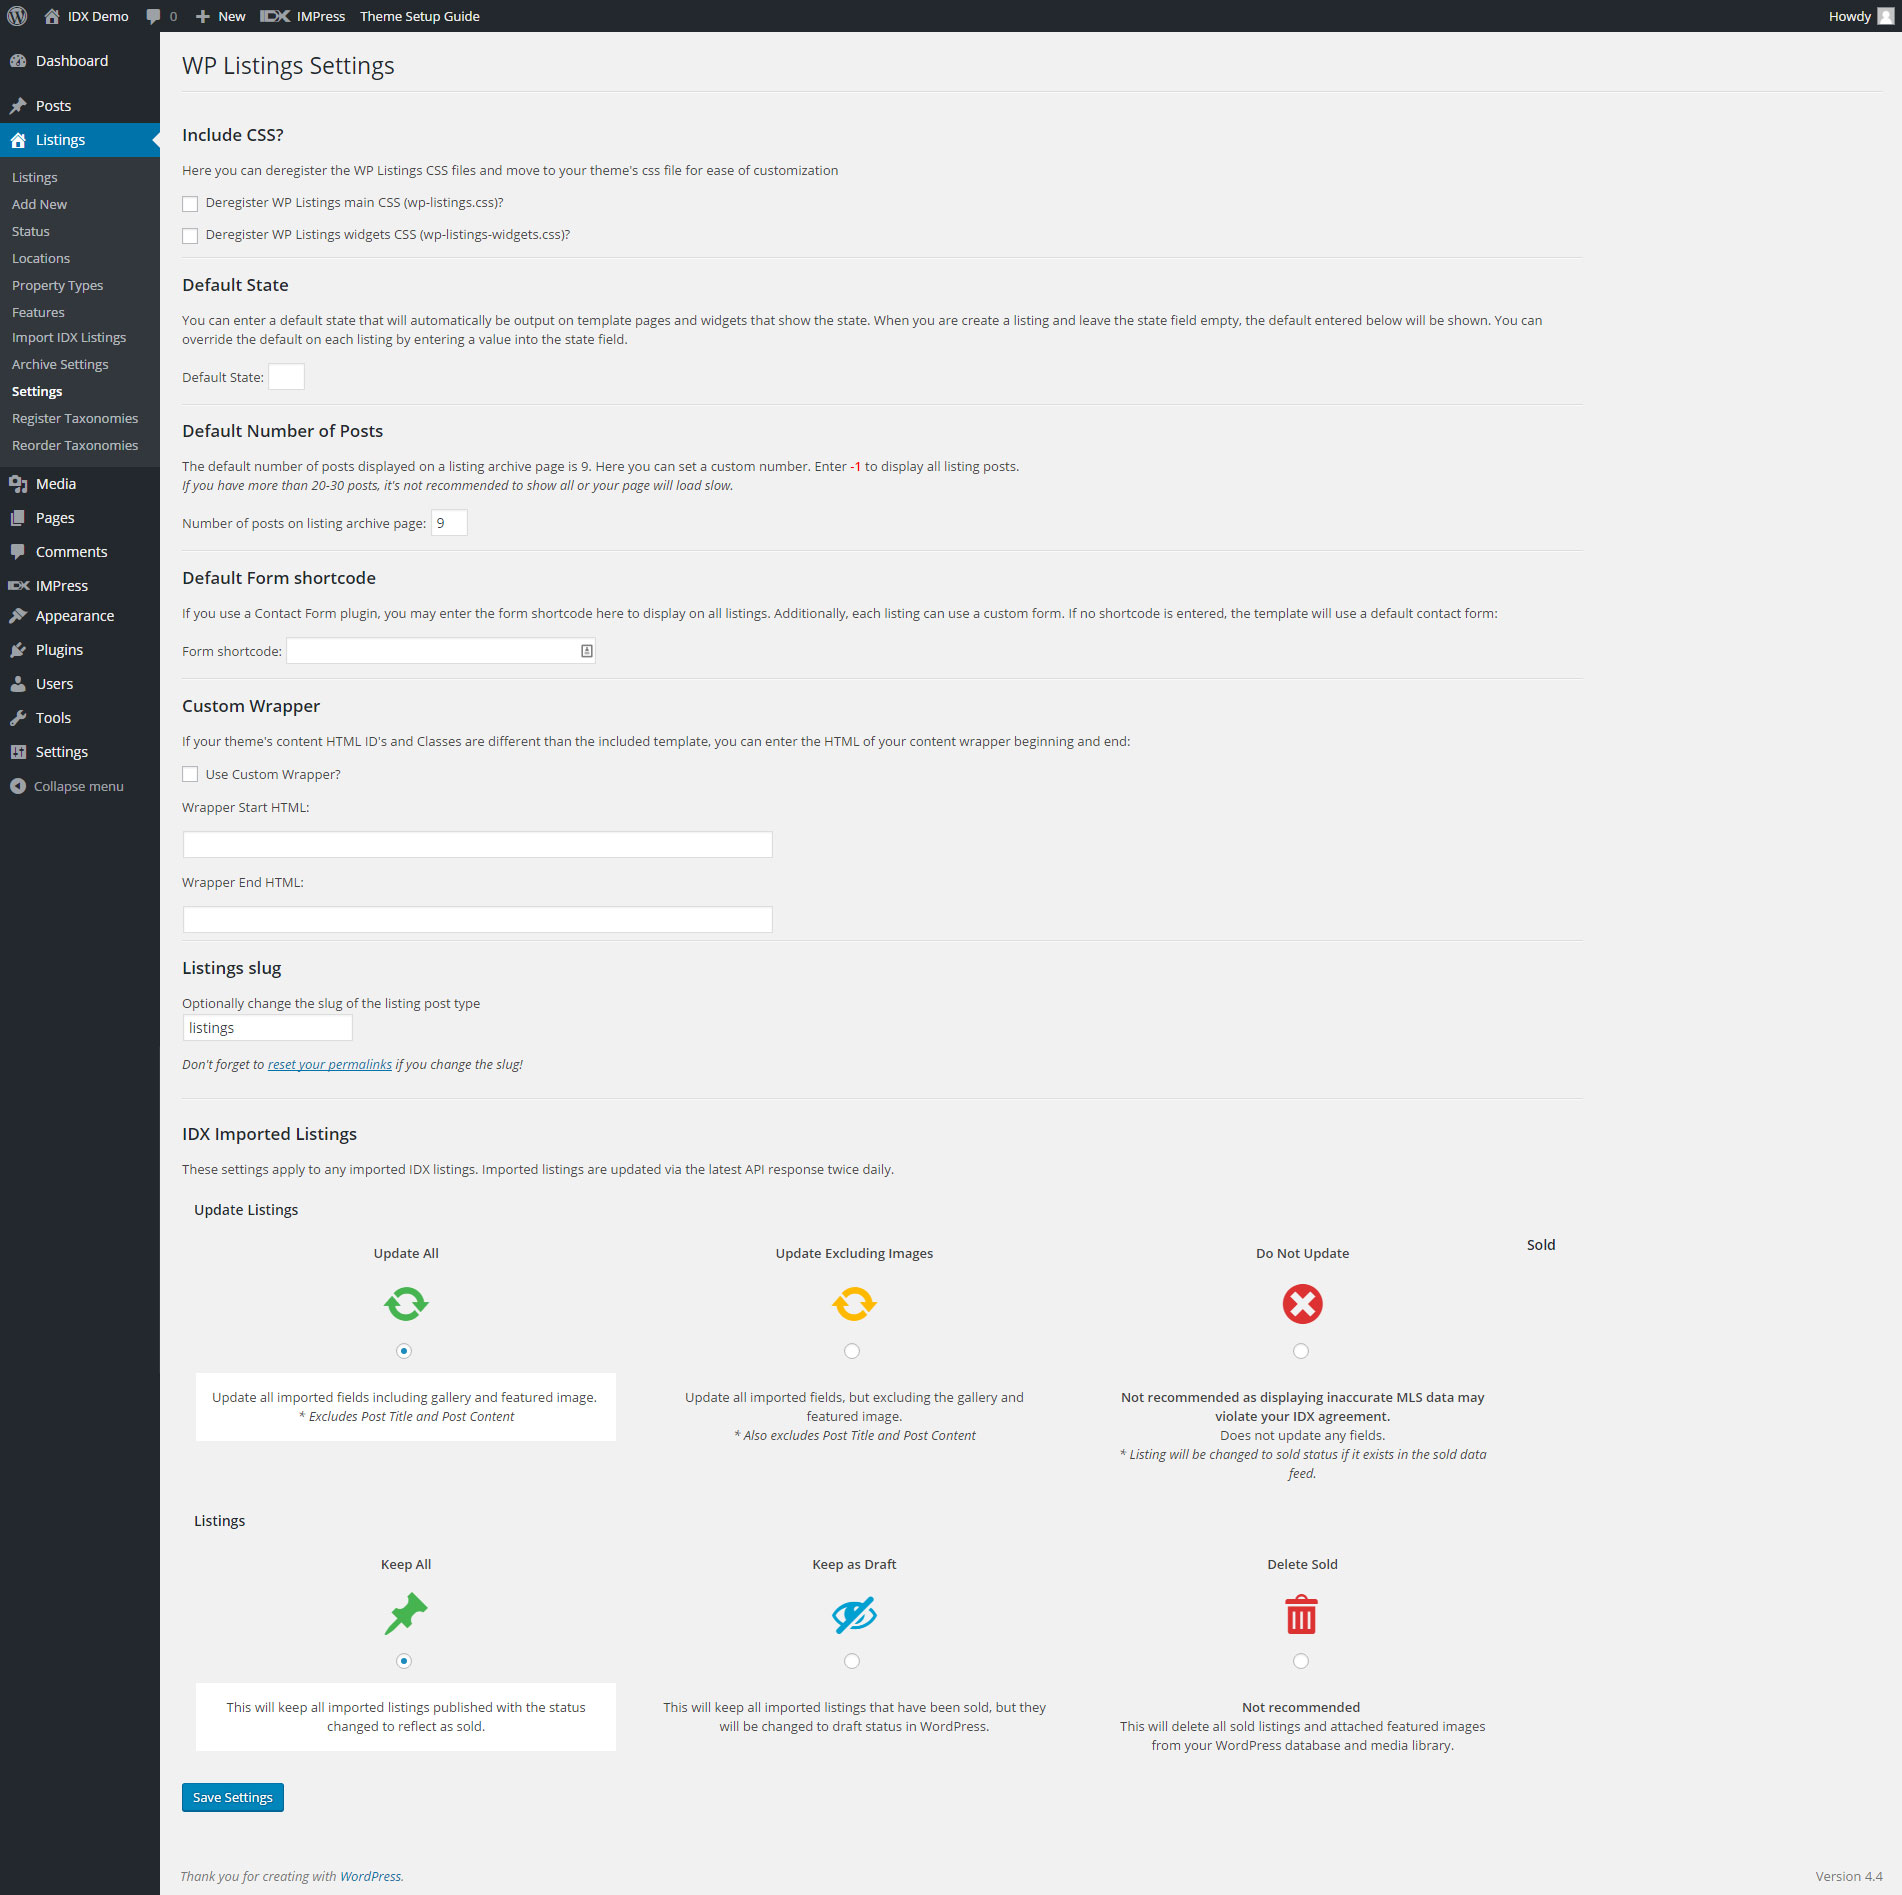 IDX Demo 0 New IDX IMPress Theme Setup Guide Howdy
Dashboard
Posts
Listings
Listings
Add New
Status
Locations
Property Types
Features
Import IDX Listings
Archive Settings
Settings
Register Taxonomies
Reorder Taxonomies
Media
Pages
Comments
IDX IMPress
Appearance
Plugins
Users
Tools
Settings
Collapse menu
WP Listings Settings
Include CSS?
Here you can deregister the WP Listings CSS files and move to your theme's css file for ease of customization
Deregister WP Listings main CSS (wp-listings.css)?
Deregister WP Listings widgets CSS (wp-listings-widgets.css)?
Default State
You can enter a default state that will automatically be output on template pages and widgets that show the state. When you are create a listing and leave the state field empty, the default entered below will be shown. You can
override the default on each listing by entering a value into the state field.
Default State:
Default Number of Posts
The default number of posts displayed on a listing archive page is 9. Here you can set a custom number. Enter -1 to display all listing posts.
If you have more than 20-30 posts, it's not recommended to show all or your page will load slow.
Number of posts on listing archive page: 9
Default Form shortcode
If you use a Contact Form plugin, you may enter the form shortcode here to display on all listings. Additionally, each listing can use a custom form. If no shortcode is entered, the template will use a default contact form:
Form shortcode:
Custom Wrapper
If your theme's content HTML ID's and Classes are different than the included template, you can enter the HTML of your content wrapper beginning and end:
Use Custom Wrapper?
Wrapper Start HTML:
Wrapper End HTML:
Listings slug
Optionally change the slug of the listing post type
listings
Don't forget to reset your permalinks if you change the slug!
IDX Imported Listings
These settings apply to any imported IDX listings. Imported listings are updated via the latest API response twice daily.
Update Listings
Sold
Update All
Update all imported fields including gallery and featured image.
* Excludes Post Title and Post Content
Update Excluding Images
Update all imported fields, but excluding the gallery and
featured image.
* Also excludes Post Title and Post Content
Do Not Update
Not recommended as displaying inaccurate MLS data may
violate your IDX agreement.
Does not update any fields.
* Listing will be changed to sold status if it exists in the sold data
feed.
Listings
Keep All
This will keep all imported listings published with the status
changed to reflect as sold.
Keep as Draft
This will keep all imported listings that have been sold, but they
will be changed to draft status in WordPress.
Delete Sold
Not recommended
This will delete all sold listings and attached featured images
from your WordPress database and media library.
Save Settings
Thank you for creating with WordPress.
Version 4.4